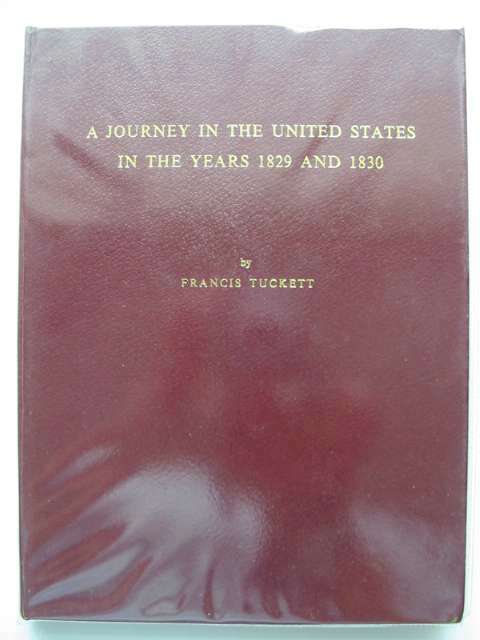 A JOURNEY IN THE UNITED STATES
IN THE YEARS 1829 AND 1830
by
FRANCIS TUCKETT